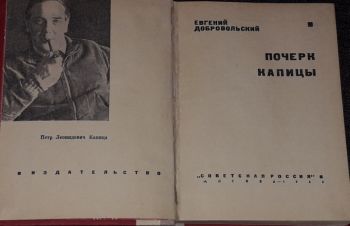 Петр Леонидович Капица
ИЗДАТЕЛЬСТВО
ЕВГЕНИЙ
ДОБРОВОЛЬСКИЙ
ПОЧЕРК
КАПИЦЫ
„СОВЕТСКАЯ РОССИЯ"